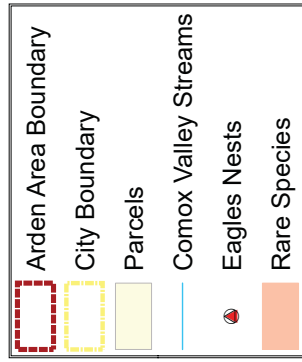 Arden Area Boundary
City Boundary
Parcels
Comox Valley Streams
Eagles Nests
Rare Species